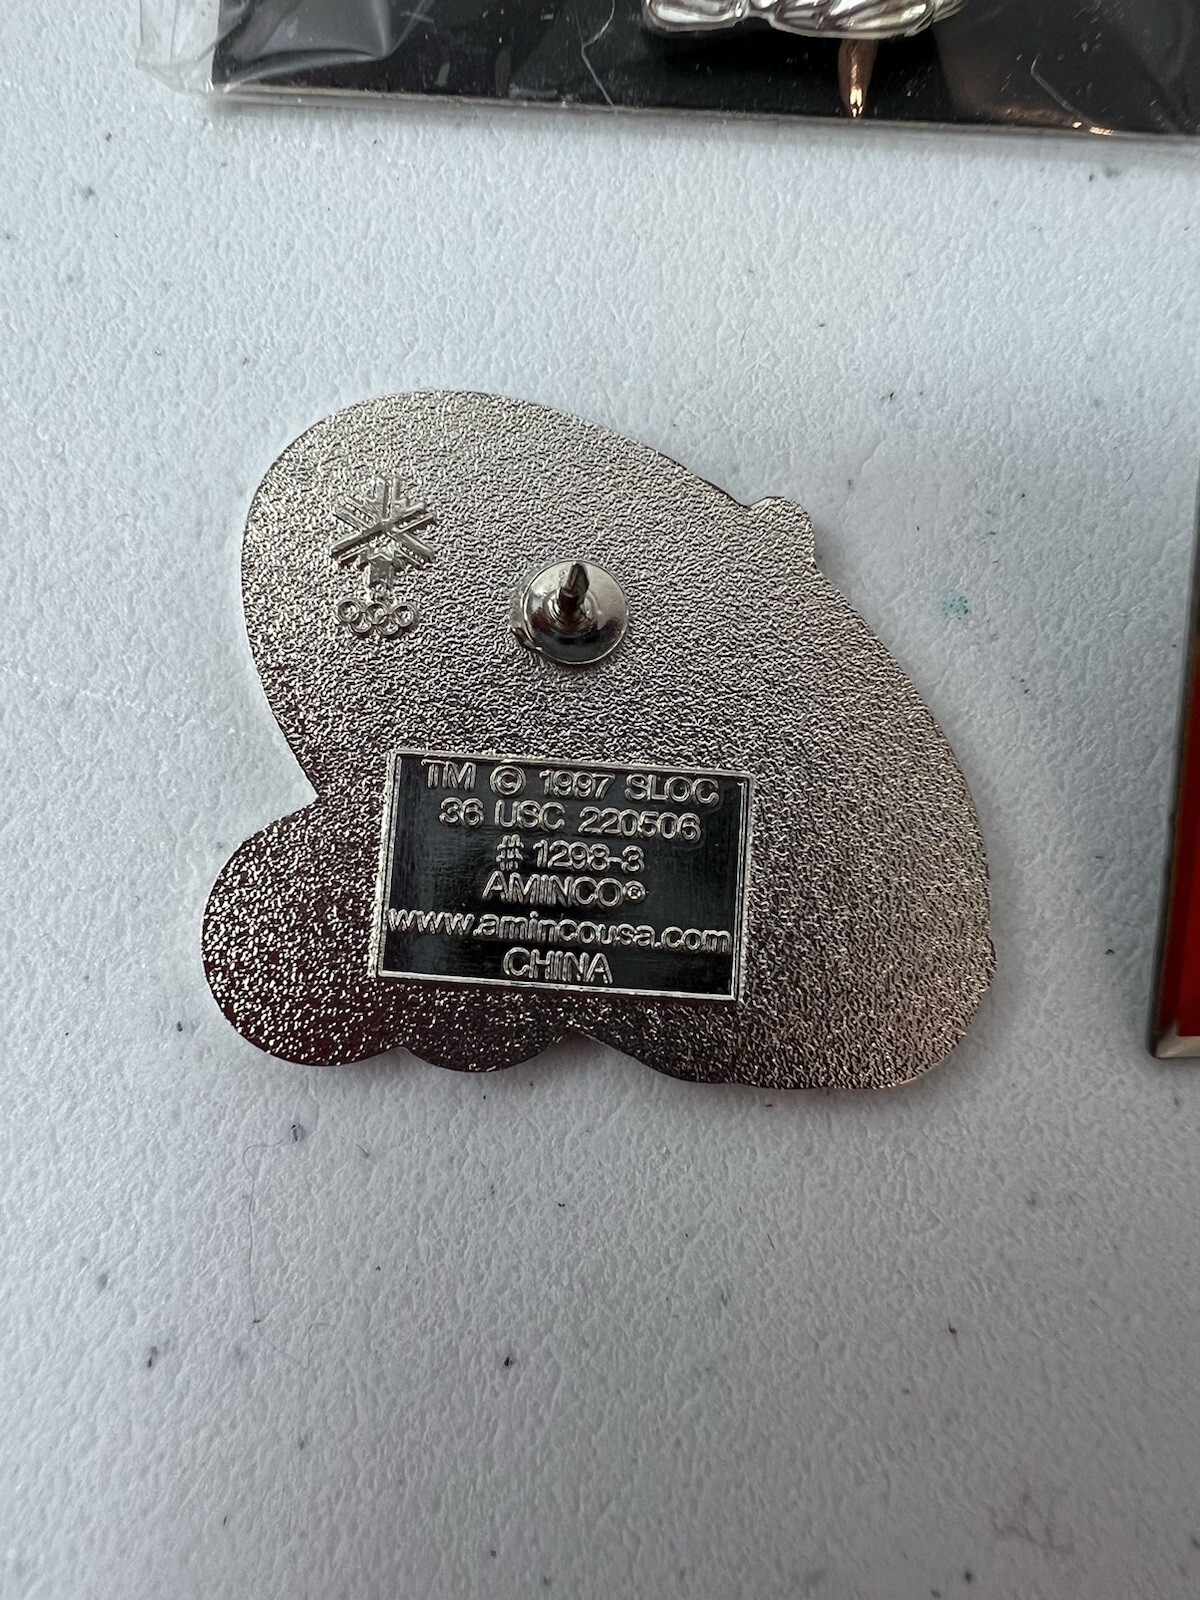 TM © 1997 SLOC
36 USC 220506
# 1298-3
AMINCO®
www.amincousa.com
CHINA